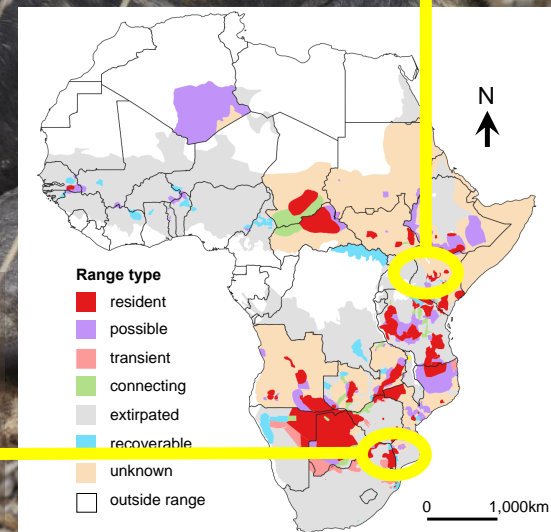 N
Range type
resident
possible
transient
connecting
extirpated
recoverable
unknown
outside range
0 1,000km